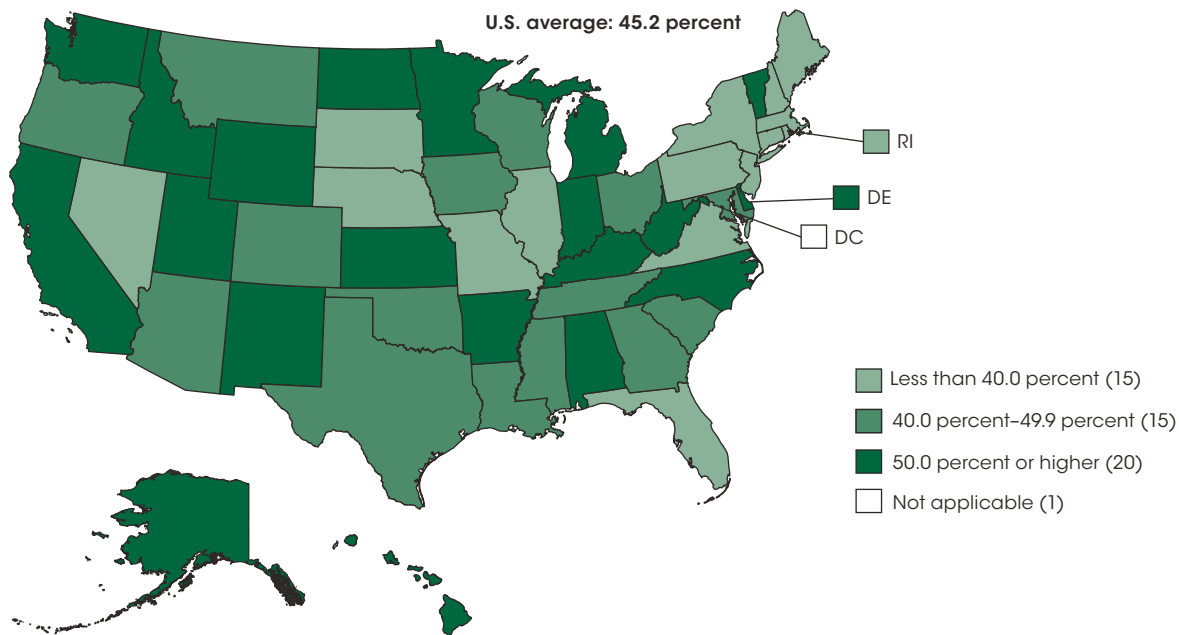 U.S. average: 45.2 percent
RI
DE
DC
Less than 40.0 percent (15)
40.0 percent–49.9 percent (15)
50.0 percent or higher (20)
Not applicable (1)